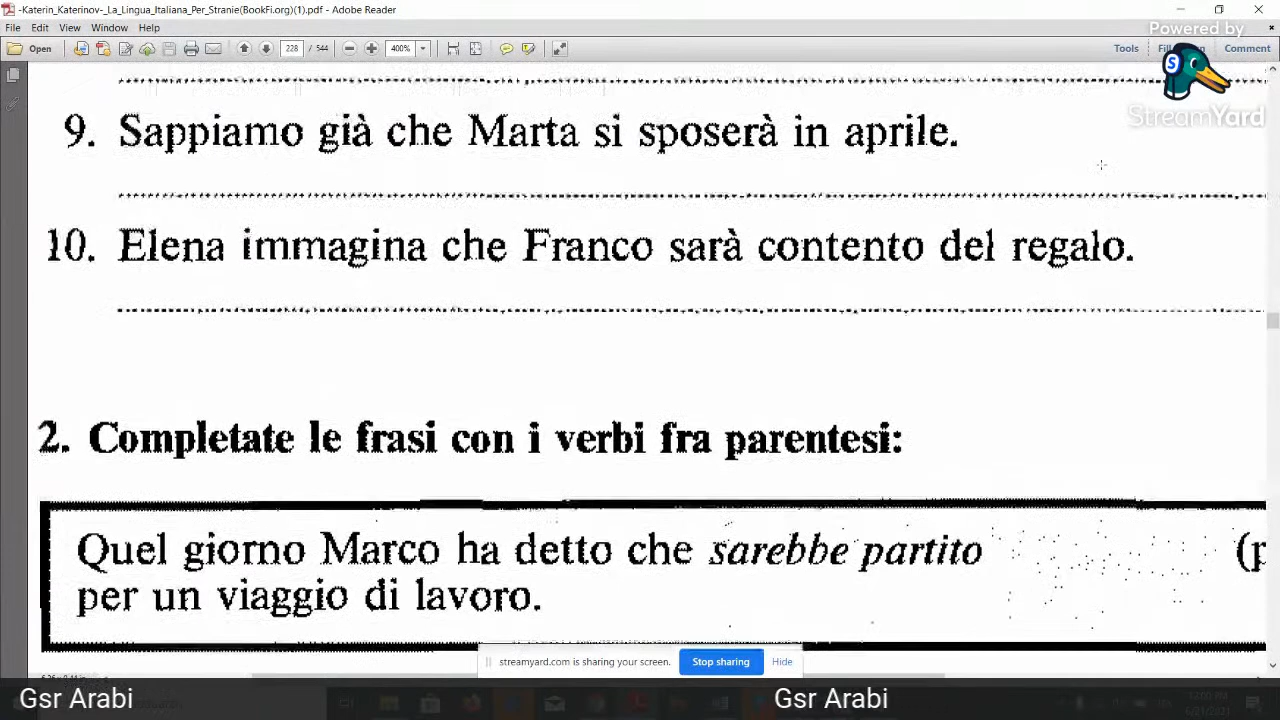 -Katerin_Katerinov-_La_Lingua_Italiana_Per_Stranie(BookFi.org)(1).pdf - Adobe Reader
File Edit View Window Help
Powered by
Open 228 / 544 400% Tools Comment
StreamYard
9. Sappiamo già che Marta si sposerà in aprile.
10. Elena immagina che Franco sarà contento del regalo.
2. Completate le frasi con i verbi fra parentesi:
Quel giorno Marco ha detto che sarebbe partito (p
per un viaggio di lavoro.
streamyard.com is sharing your screen. Stop sharing Hide
Gsr Arabi Gsr Arabi